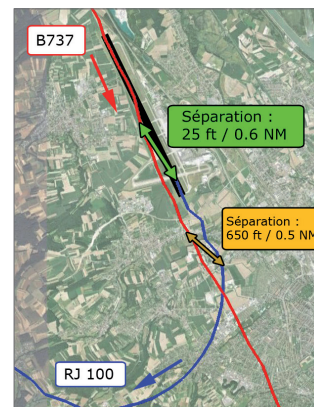 B737
Séparation :
25 ft / 0.6 NM
Séparation :
650 ft / 0.5 NM
RJ 100